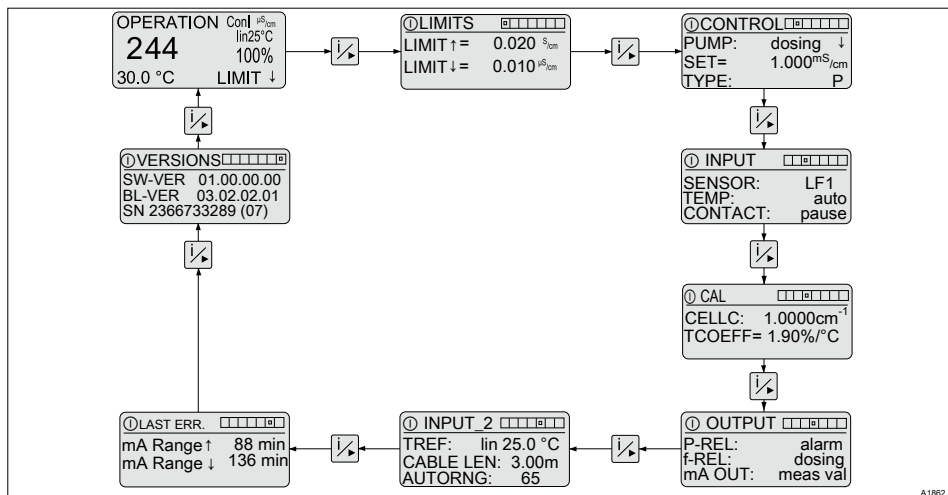 OPERATION Conl µS/cm
lin25°C
244 100%
30.0 °C LIMIT ↓
i/▶
ⓘ LIMITS
LIMIT↑= 0.020 S/cm
LIMIT↓= 0.010 µS/cm
i/▶
ⓘ CONTROL
PUMP: dosing ↓
SET= 1.000mS/cm
TYPE: P
i/▶
ⓘ INPUT
SENSOR: LF1
TEMP: auto
CONTACT: pause
i/▶
ⓘ CAL
CELLC: 1.0000cm⁻¹
TCOEFF= 1.90%/°C
i/▶
ⓘ OUTPUT
P-REL: alarm
f-REL: dosing
mA OUT: meas val
i/▶
ⓘ INPUT_2
TREF: lin 25.0 °C
CABLE LEN: 3.00m
AUTORNG: 65
i/▶
ⓘ LAST ERR.
mA Range↑ 88 min
mA Range ↓ 136 min
i/▶
ⓘ VERSIONS
SW-VER 01.00.00.00
BL-VER 03.02.02.01
SN 2366733289 (07)
i/▶
A1862